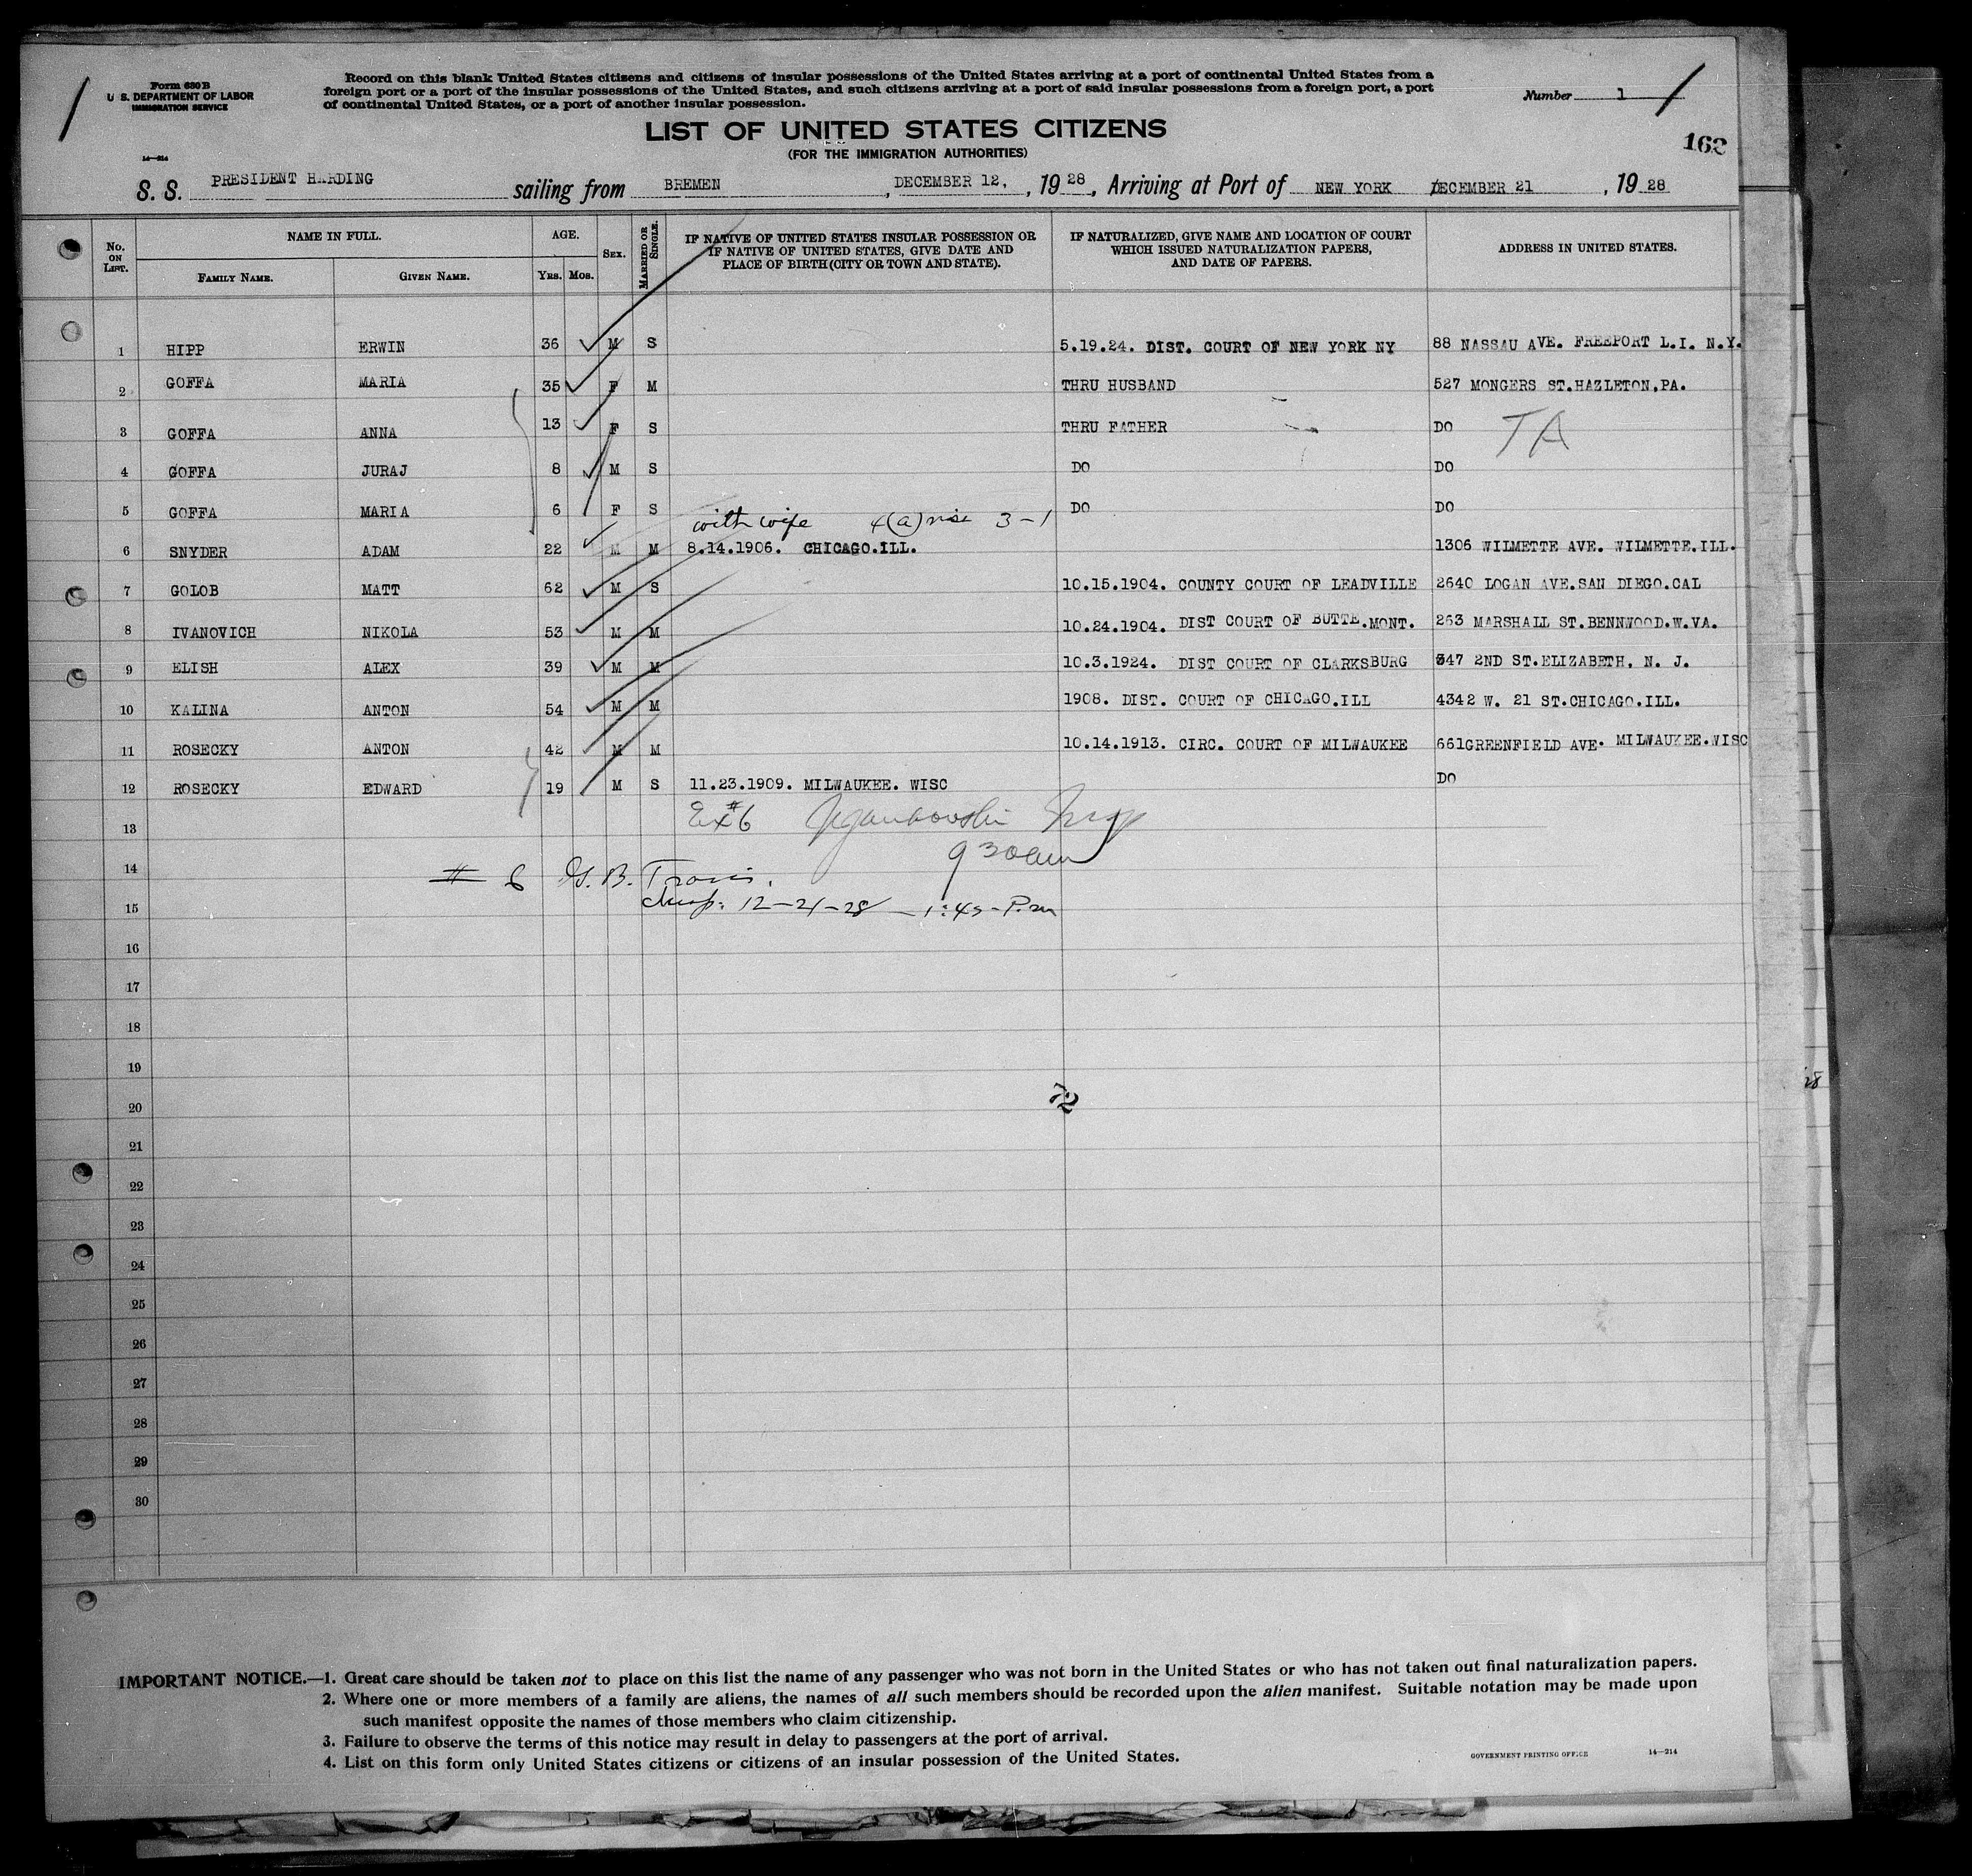 Form 630 B
U. S. DEPARTMENT OF LABOR
IMMIGRATION SERVICE
Record on this blank United States citizens and citizens of insular possessions of the United States arriving at a port of continental United States from a
foreign port or a port of the insular possessions of the United States, and such citizens arriving at a port of said insular possessions from a foreign port, a port
of continental United States, or a port of another insular possession.
Number 1
LIST OF UNITED STATES CITIZENS
(FOR THE IMMIGRATION AUTHORITIES)
14—214
S. S. PRESIDENT HARDING sailing from BREMEN, DECEMBER 12, , 1928, Arriving at Port of NEW YORK DECEMBER 21, 1928
No. ON LIST. NAME IN FULL. AGE. SEX. MARRIED OR SINGLE. IF NATIVE OF UNITED STATES INSULAR POSSESSION OR IF NATIVE OF UNITED STATES, GIVE DATE AND PLACE OF BIRTH (CITY OR TOWN AND STATE). IF NATURALIZED, GIVE NAME AND LOCATION OF COURT WHICH ISSUED NATURALIZATION PAPERS, AND DATE OF PAPERS. ADDRESS IN UNITED STATES.
FAMILY NAME. GIVEN NAME. YRS. MOS.
1 HIPP ERWIN 36 M S 5.19.24. DIST. COURT OF NEW YORK NY 88 NASSAU AVE. FREEPORT L.I. N.Y.
2 GOFFA MARIA 35 F M THRU HUSBAND 527 MONGERS ST.HAZLETON,PA.
3 GOFFA ANNA 13 F S THRU FATHER DO TA
4 GOFFA JURAJ 8 M S DO DO
5 GOFFA MARIA 6 F S DO DO
with wife 4(a) 3-1
6 SNYDER ADAM 22 M M 8.14.1906. CHICAGO.ILL. 1306 WILMETTE AVE. WILMETTE.ILL.
7 GOLOB MATT 62 M S 10.15.1904. COUNTY COURT OF LEADVILLE 2640 LOGAN AVE.SAN DIEGO.CAL
8 IVANOVICH NIKOLA 53 M M 10.24.1904. DIST COURT OF BUTTE.MONT. 263 MARSHALL ST.BENNWOOD.W.VA.
9 ELISH ALEX 39 M M 10.3.1924. DIST COURT OF CLARKSBURG 347 2ND ST.ELIZABETH. N. J.
10 KALINA ANTON 54 M M 1908. DIST. COURT OF CHICAGO.ILL 4342 W. 21 ST.CHICAGO.ILL.
11 ROSECKY ANTON 42 M M 10.14.1913. CIRC. COURT OF MILWAUKEE 661GREENFIELD AVE. MILWAUKEE.WISC
12 ROSECKY EDWARD 19 M S 11.23.1909. MILWAUKEE. WISC DO
13 Ex #6
9 30 am
14 # 6 G. B. Travis.
15 Insp. 12-21-28 — 1:45-P.m
16
17
18
19
20
72
21
22
23
24
25
26
27
28
29
30
IMPORTANT NOTICE.—1. Great care should be taken not to place on this list the name of any passenger who was not born in the United States or who has not taken out final naturalization papers.
2. Where one or more members of a family are aliens, the names of all such members should be recorded upon the alien manifest. Suitable notation may be made upon
such manifest opposite the names of those members who claim citizenship.
3. Failure to observe the terms of this notice may result in delay to passengers at the port of arrival.
4. List on this form only United States citizens or citizens of an insular possession of the United States.
GOVERNMENT PRINTING OFFICE 14—214